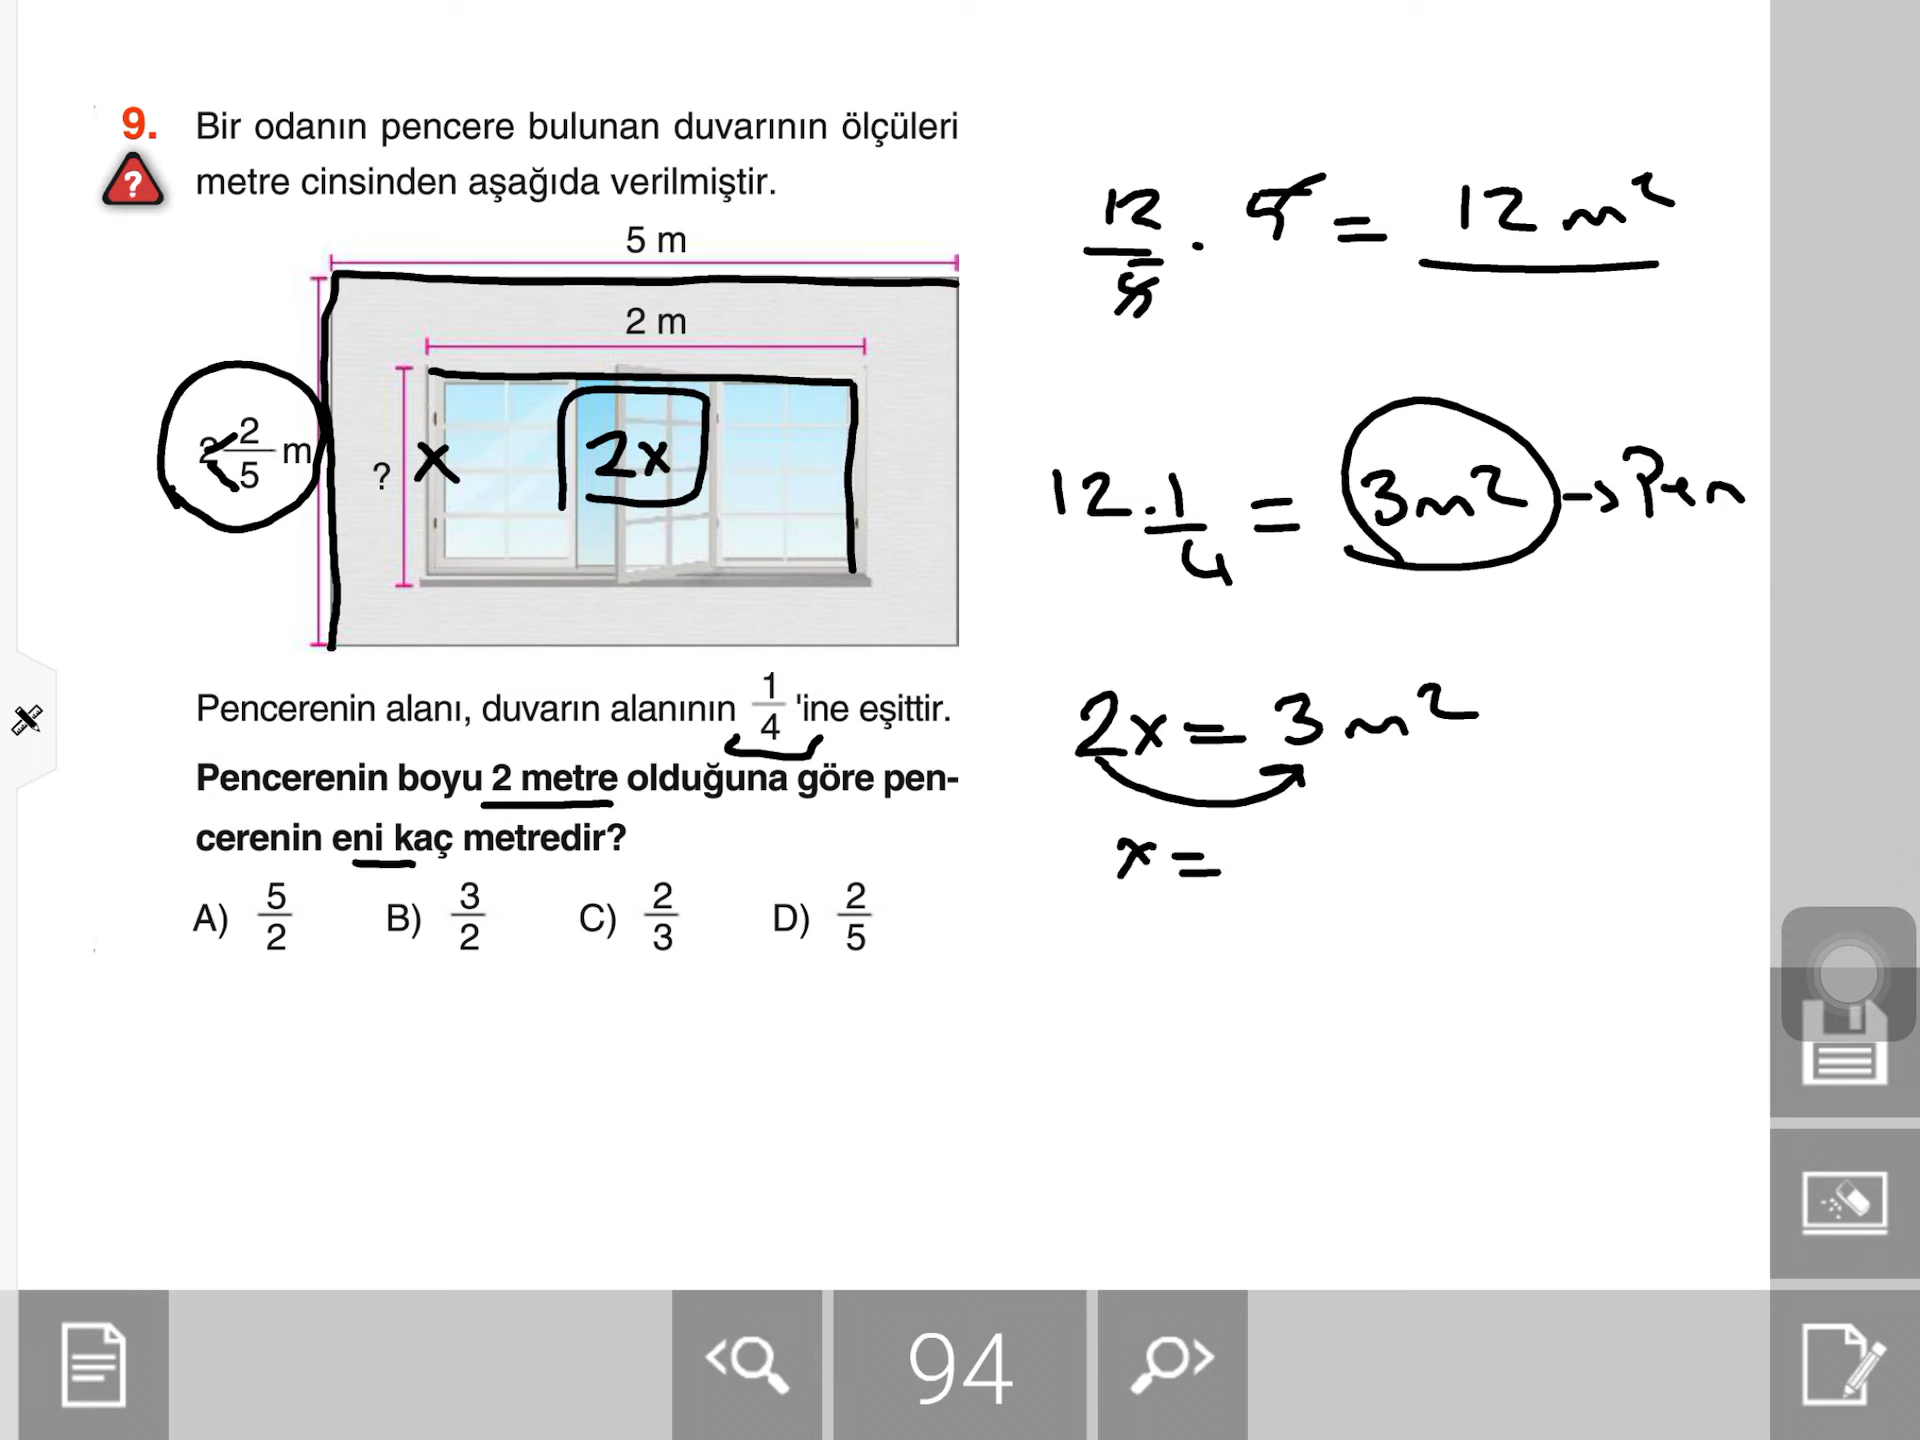 9. Bir odanın pencere bulunan duvarının ölçüleri
metre cinsinden aşağıda verilmiştir.
?
5 m
2 m
2 2/5 m
?
x
2x
Pencerenin alanı, duvarın alanının 1/4 'ine eşittir.
Pencerenin boyu 2 metre olduğuna göre pen-
cerenin eni kaç metredir?
A) 5/2 B) 3/2 C) 2/3 D) 2/5
12/5 . 5 = 12 m²
12 . 1/4 = 3m² → Pen
2x = 3 m²
x =
94